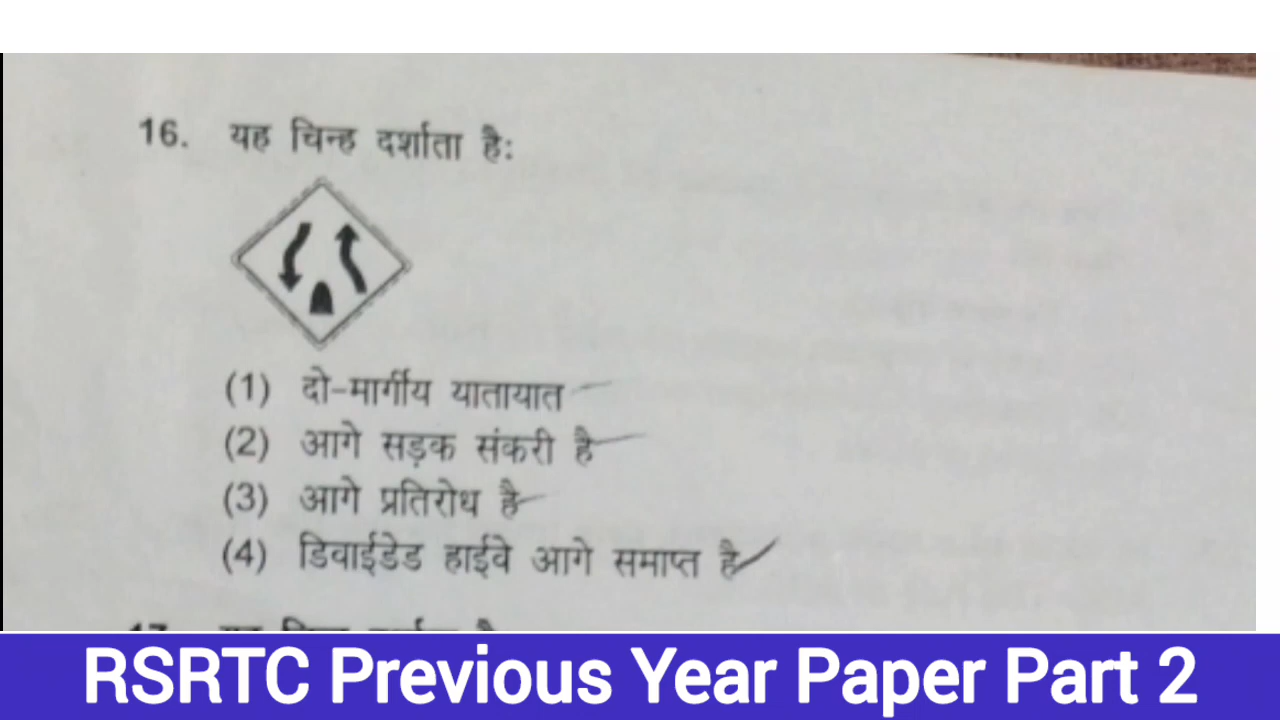 16. यह चिन्ह दर्शाता है:
(1) दो-मार्गीय यातायात
(2) आगे सड़क संकरी है
(3) आगे प्रतिरोध है
(4) डिवाईडेड हाईवे आगे समाप्त है
RSRTC Previous Year Paper Part 2